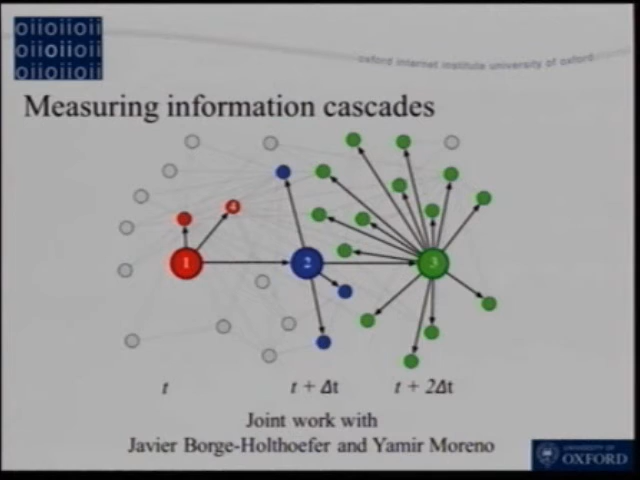 oiioiioii
oiioiioii
oiioiioii
oxford internet institute university of oxford
Measuring information cascades
4
1
2
3
t
t + Δt
t + 2Δt
Joint work with
Javier Borge-Holthoefer and Yamir Moreno
UNIVERSITY OF
OXFORD